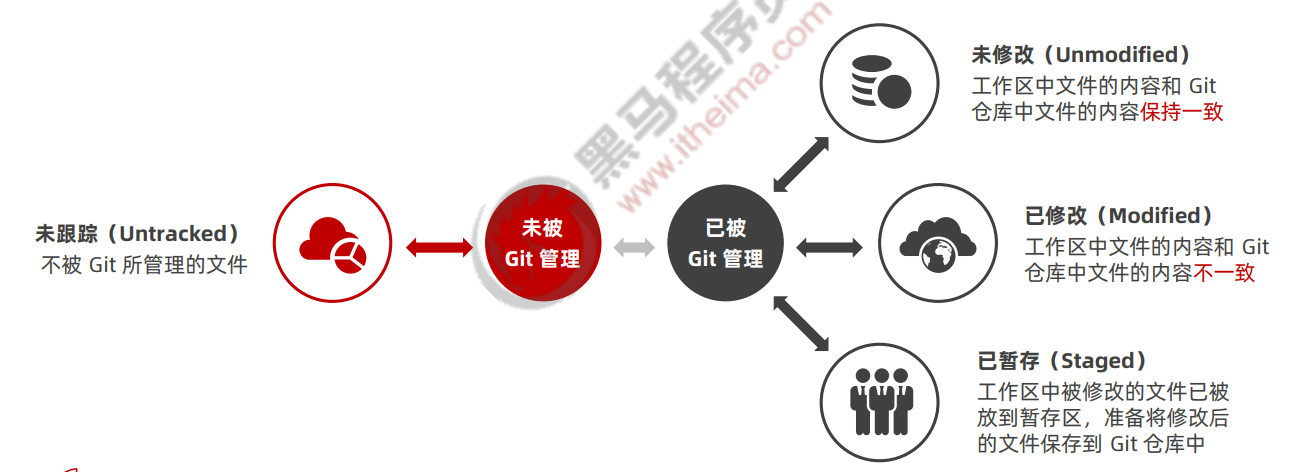 黑马程序员
www.itheima.com
未修改（Unmodified）
工作区中文件的内容和 Git
仓库中文件的内容保持一致
未跟踪（Untracked）
不被 Git 所管理的文件
未被
Git 管理
已被
Git 管理
已修改（Modified）
工作区中文件的内容和 Git
仓库中文件的内容不一致
已暂存（Staged）
工作区中被修改的文件已被
放到暂存区，准备将修改后
的文件保存到 Git 仓库中